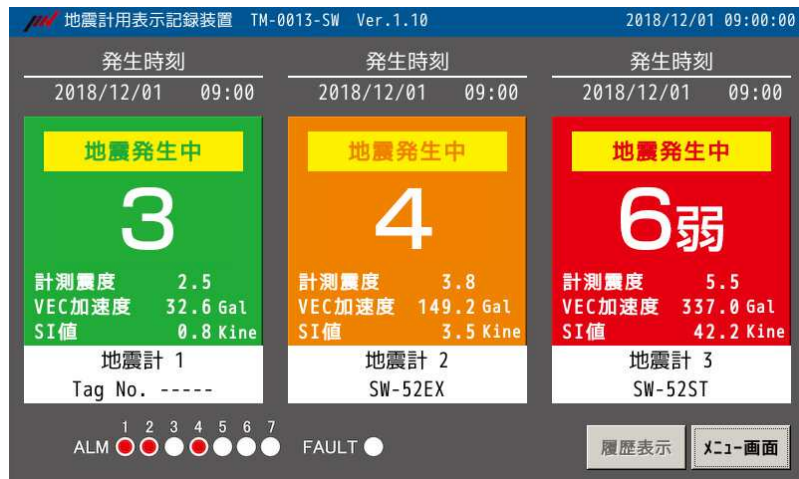 地震計用表示記録装置 TM-0013-SW Ver.1.10 2018/12/01 09:00:00
発生時刻 発生時刻 発生時刻
2018/12/01 09:00 2018/12/01 09:00 2018/12/01 09:00
地震発生中 地震発生中 地震発生中
3 4 6弱
計測震度 2.5 計測震度 3.8 計測震度 5.5
VEC加速度 32.6 Gal VEC加速度 149.2 Gal VEC加速度 337.0 Gal
SI値 0.8 Kine SI値 3.5 Kine SI値 42.2 Kine
地震計 1 地震計 2 地震計 3
Tag No. ----- SW-52EX SW-52ST
1 2 3 4 5 6 7
ALM FAULT 履歴表示 メニュー画面